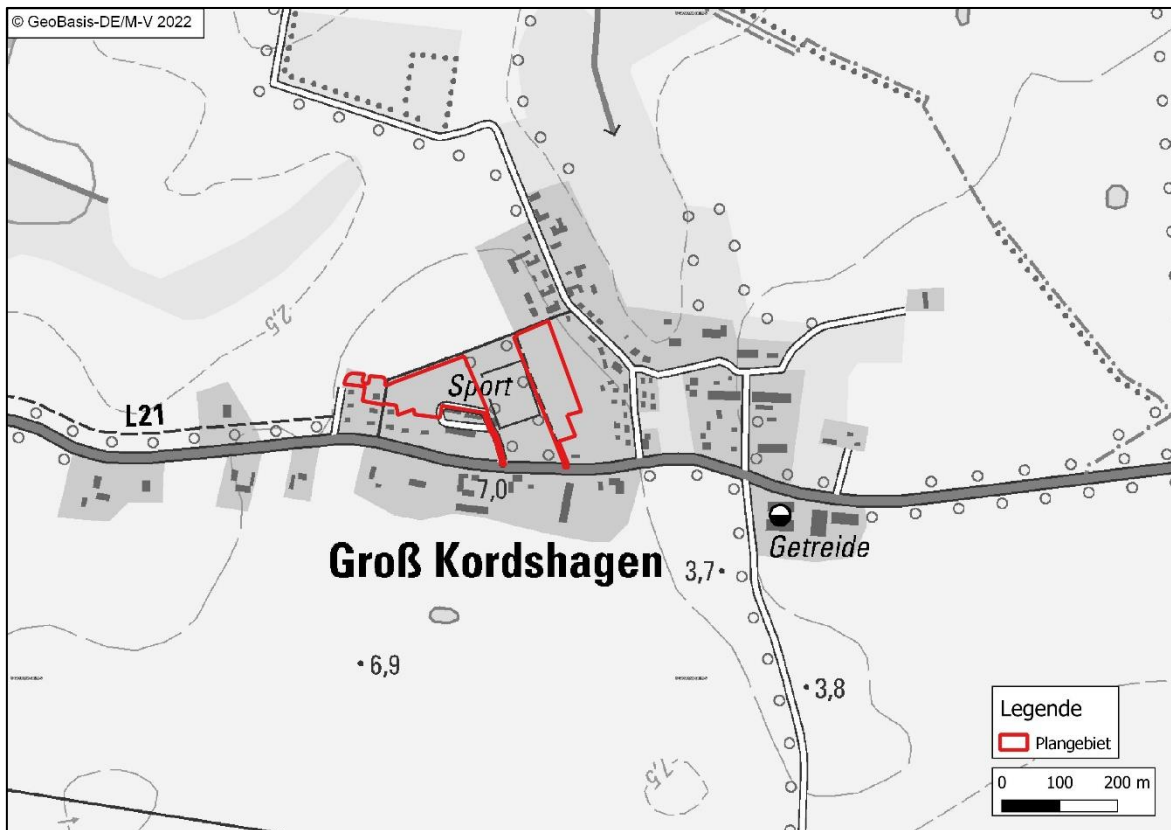 © GeoBasis-DE/M-V 2022
2,5
Sport
L21
7,0
Getreide
Groß Kordshagen
3,7
6,9
3,8
7,5
Legende
Plangebiet
0 100 200 m